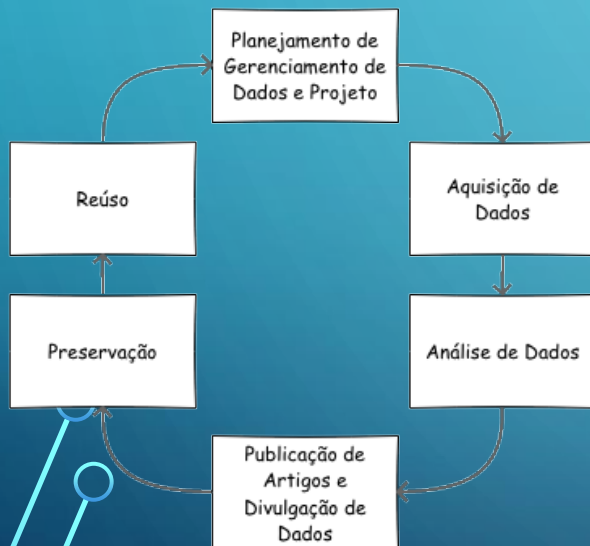 Planejamento de
Gerenciamento de
Dados e Projeto
Aquisição de
Dados
Análise de Dados
Publicação de
Artigos e
Divulgação de
Dados
Preservação
Reúso